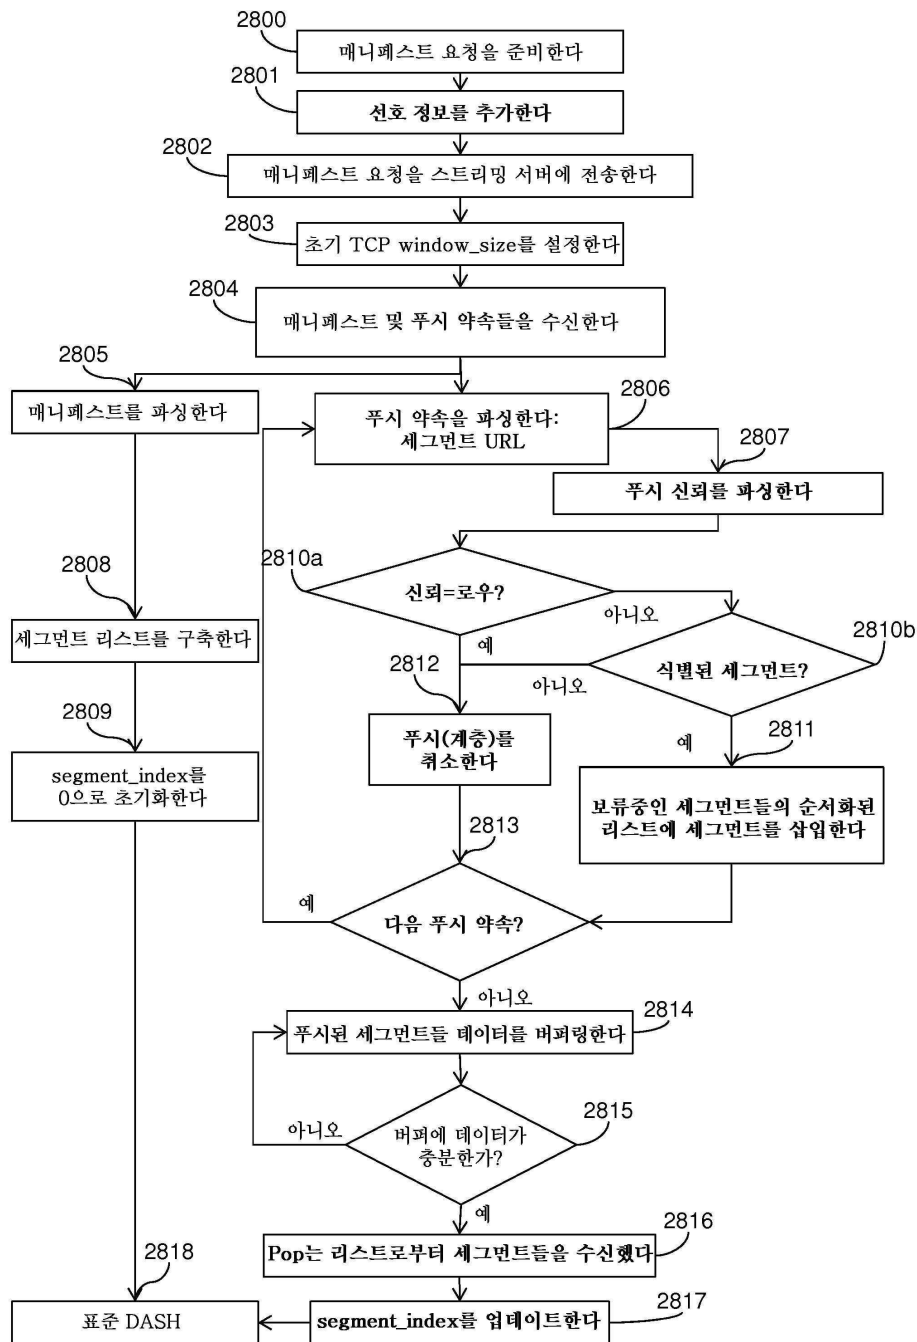 2800
매니페스트 요청을 준비한다
2801
선호 정보를 추가한다
2802
매니페스트 요청을 스트리밍 서버에 전송한다
2803
초기 TCP window_size를 설정한다
2804
매니페스트 및 푸시 약속들을 수신한다
2805
매니페스트를 파싱한다
2806
푸시 약속을 파싱한다:
세그먼트 URL
2807
푸시 신뢰를 파싱한다
2808
세그먼트 리스트를 구축한다
2809
segment_index를
0으로 초기화한다
2810a
신뢰=로우?
아니오
예
2810b
식별된 세그먼트?
아니오
예
2812
푸시(계층)를
취소한다
2811
보류중인 세그먼트들의 순서화된
리스트에 세그먼트를 삽입한다
2813
다음 푸시 약속?
예
아니오
2814
푸시된 세그먼트들 데이터를 버퍼링한다
2815
버퍼에 데이터가
충분한가?
아니오
예
2816
Pop는 리스트로부터 세그먼트들을 수신했다
2817
segment_index를 업데이트한다
2818
표준 DASH